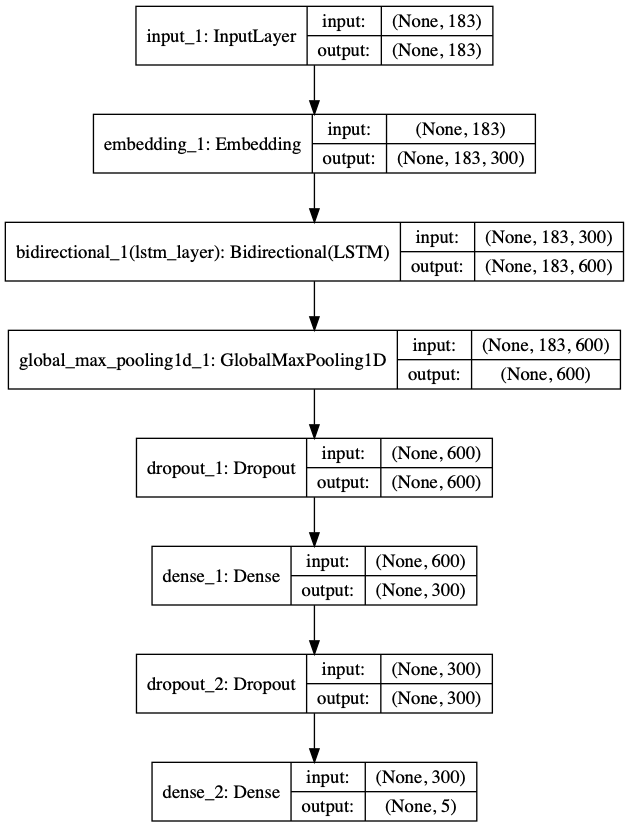 input_1: InputLayer
input: (None, 183)
output: (None, 183)
embedding_1: Embedding
input: (None, 183)
output: (None, 183, 300)
bidirectional_1(lstm_layer): Bidirectional(LSTM)
input: (None, 183, 300)
output: (None, 183, 600)
global_max_pooling1d_1: GlobalMaxPooling1D
input: (None, 183, 600)
output: (None, 600)
dropout_1: Dropout
input: (None, 600)
output: (None, 600)
dense_1: Dense
input: (None, 600)
output: (None, 300)
dropout_2: Dropout
input: (None, 300)
output: (None, 300)
dense_2: Dense
input: (None, 300)
output: (None, 5)